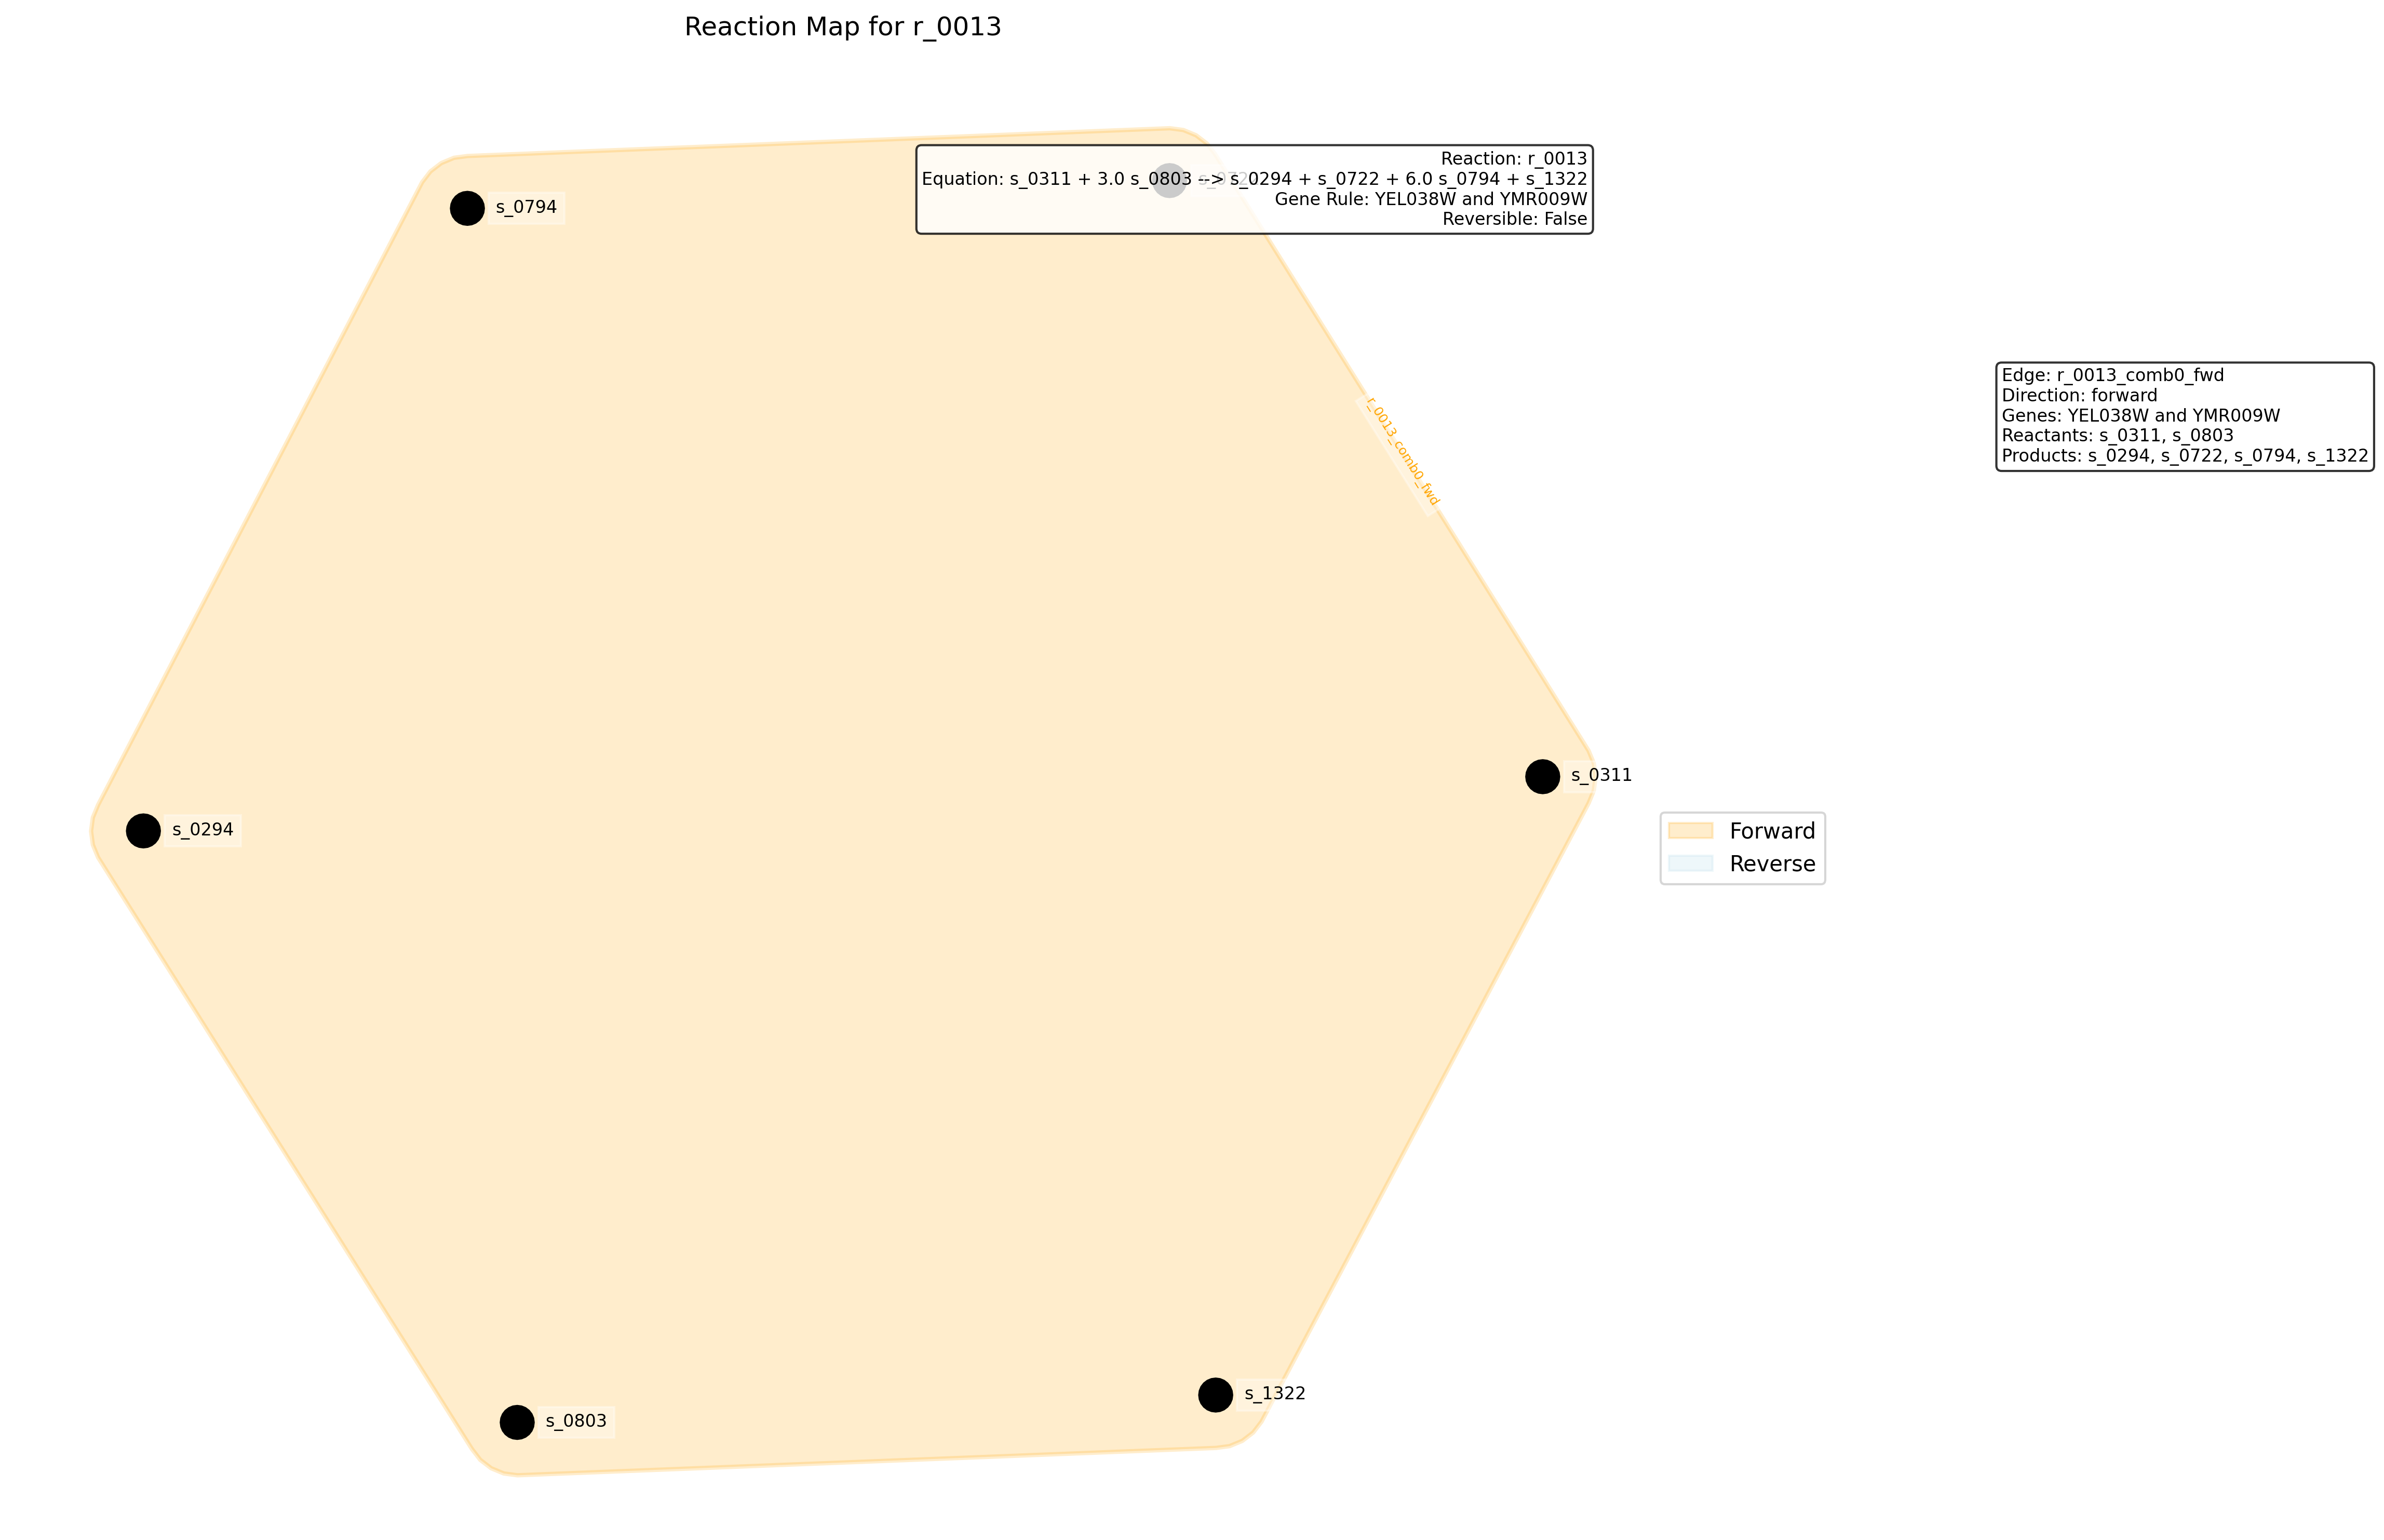 Reaction Map for r_0013
Reaction: r_0013
Equation: s_0311 + 3.0 s_0803 --> s_0294 + s_0722 + 6.0 s_0794 + s_1322
Gene Rule: YEL038W and YMR009W
Reversible: False
s_0794
r_0013_comb0_fwd
Edge: r_0013_comb0_fwd
Direction: forward
Genes: YEL038W and YMR009W
Reactants: s_0311, s_0803
Products: s_0294, s_0722, s_0794, s_1322
s_0311
s_0294
Forward
Reverse
s_1322
s_0803